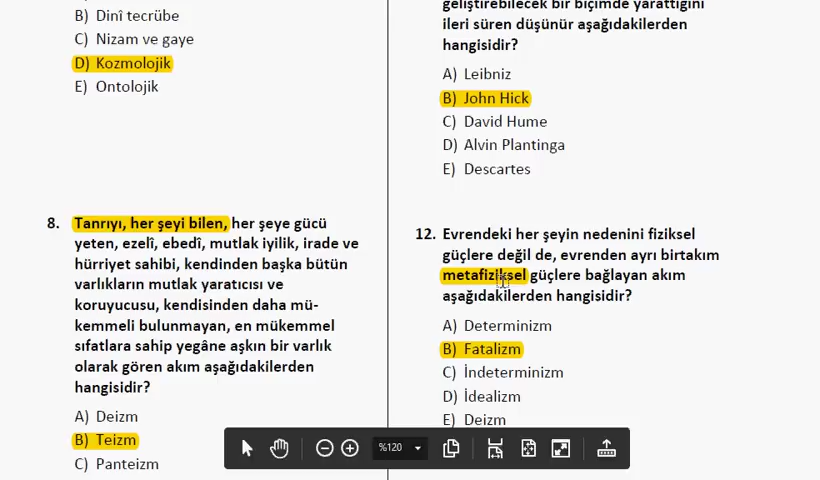 B) Dinî tecrübe
C) Nizam ve gaye
D) Kozmolojik
E) Ontolojik
8. Tanrıyı, her şeyi bilen, her şeye gücü
yeten, ezelî, ebedî, mutlak iyilik, irade ve
hürriyet sahibi, kendinden başka bütün
varlıkların mutlak yaratıcısı ve
koruyucusu, kendisinden daha mü-
kemmeli bulunmayan, en mükemmel
sıfatlara sahip yegâne aşkın bir varlık
olarak gören akım aşağıdakilerden
hangisidir?
A) Deizm
B) Teizm
C) Panteizm
geliştirebilecek bir biçimde yarattığını
ileri süren düşünür aşağıdakilerden
hangisidir?
A) Leibniz
B) John Hick
C) David Hume
D) Alvin Plantinga
E) Descartes
12. Evrendeki her şeyin nedenini fiziksel
güçlere değil de, evrenden ayrı birtakım
metafiziksel güçlere bağlayan akım
aşağıdakilerden hangisidir?
A) Determinizm
B) Fatalizm
C) İndeterminizm
D) İdealizm
E) Deizm
%120